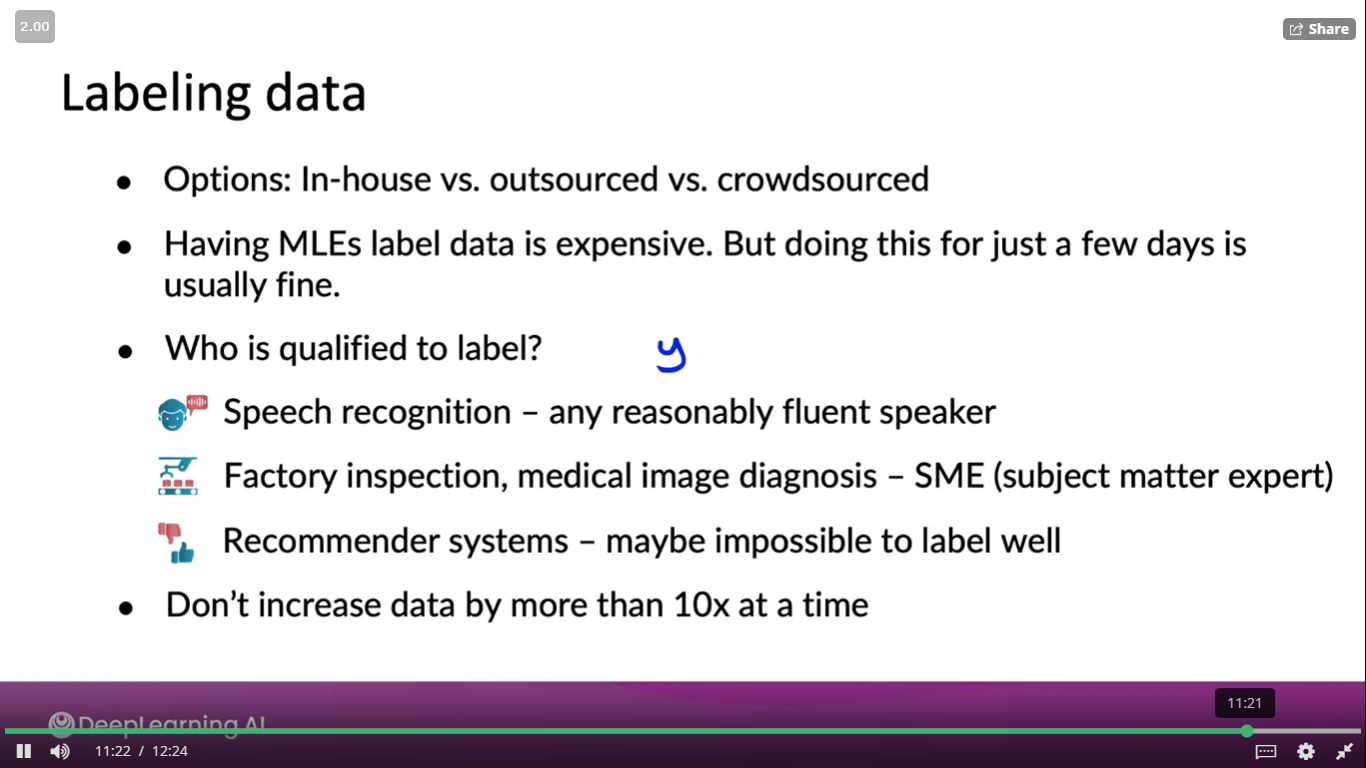 2.00
Share
Labeling data
● Options: In-house vs. outsourced vs. crowdsourced
● Having MLEs label data is expensive. But doing this for just a few days is
usually fine.
● Who is qualified to label? y
Speech recognition – any reasonably fluent speaker
Factory inspection, medical image diagnosis – SME (subject matter expert)
Recommender systems – maybe impossible to label well
● Don’t increase data by more than 10x at a time
DeepLearning.AI
11:21
11:22 / 12:24